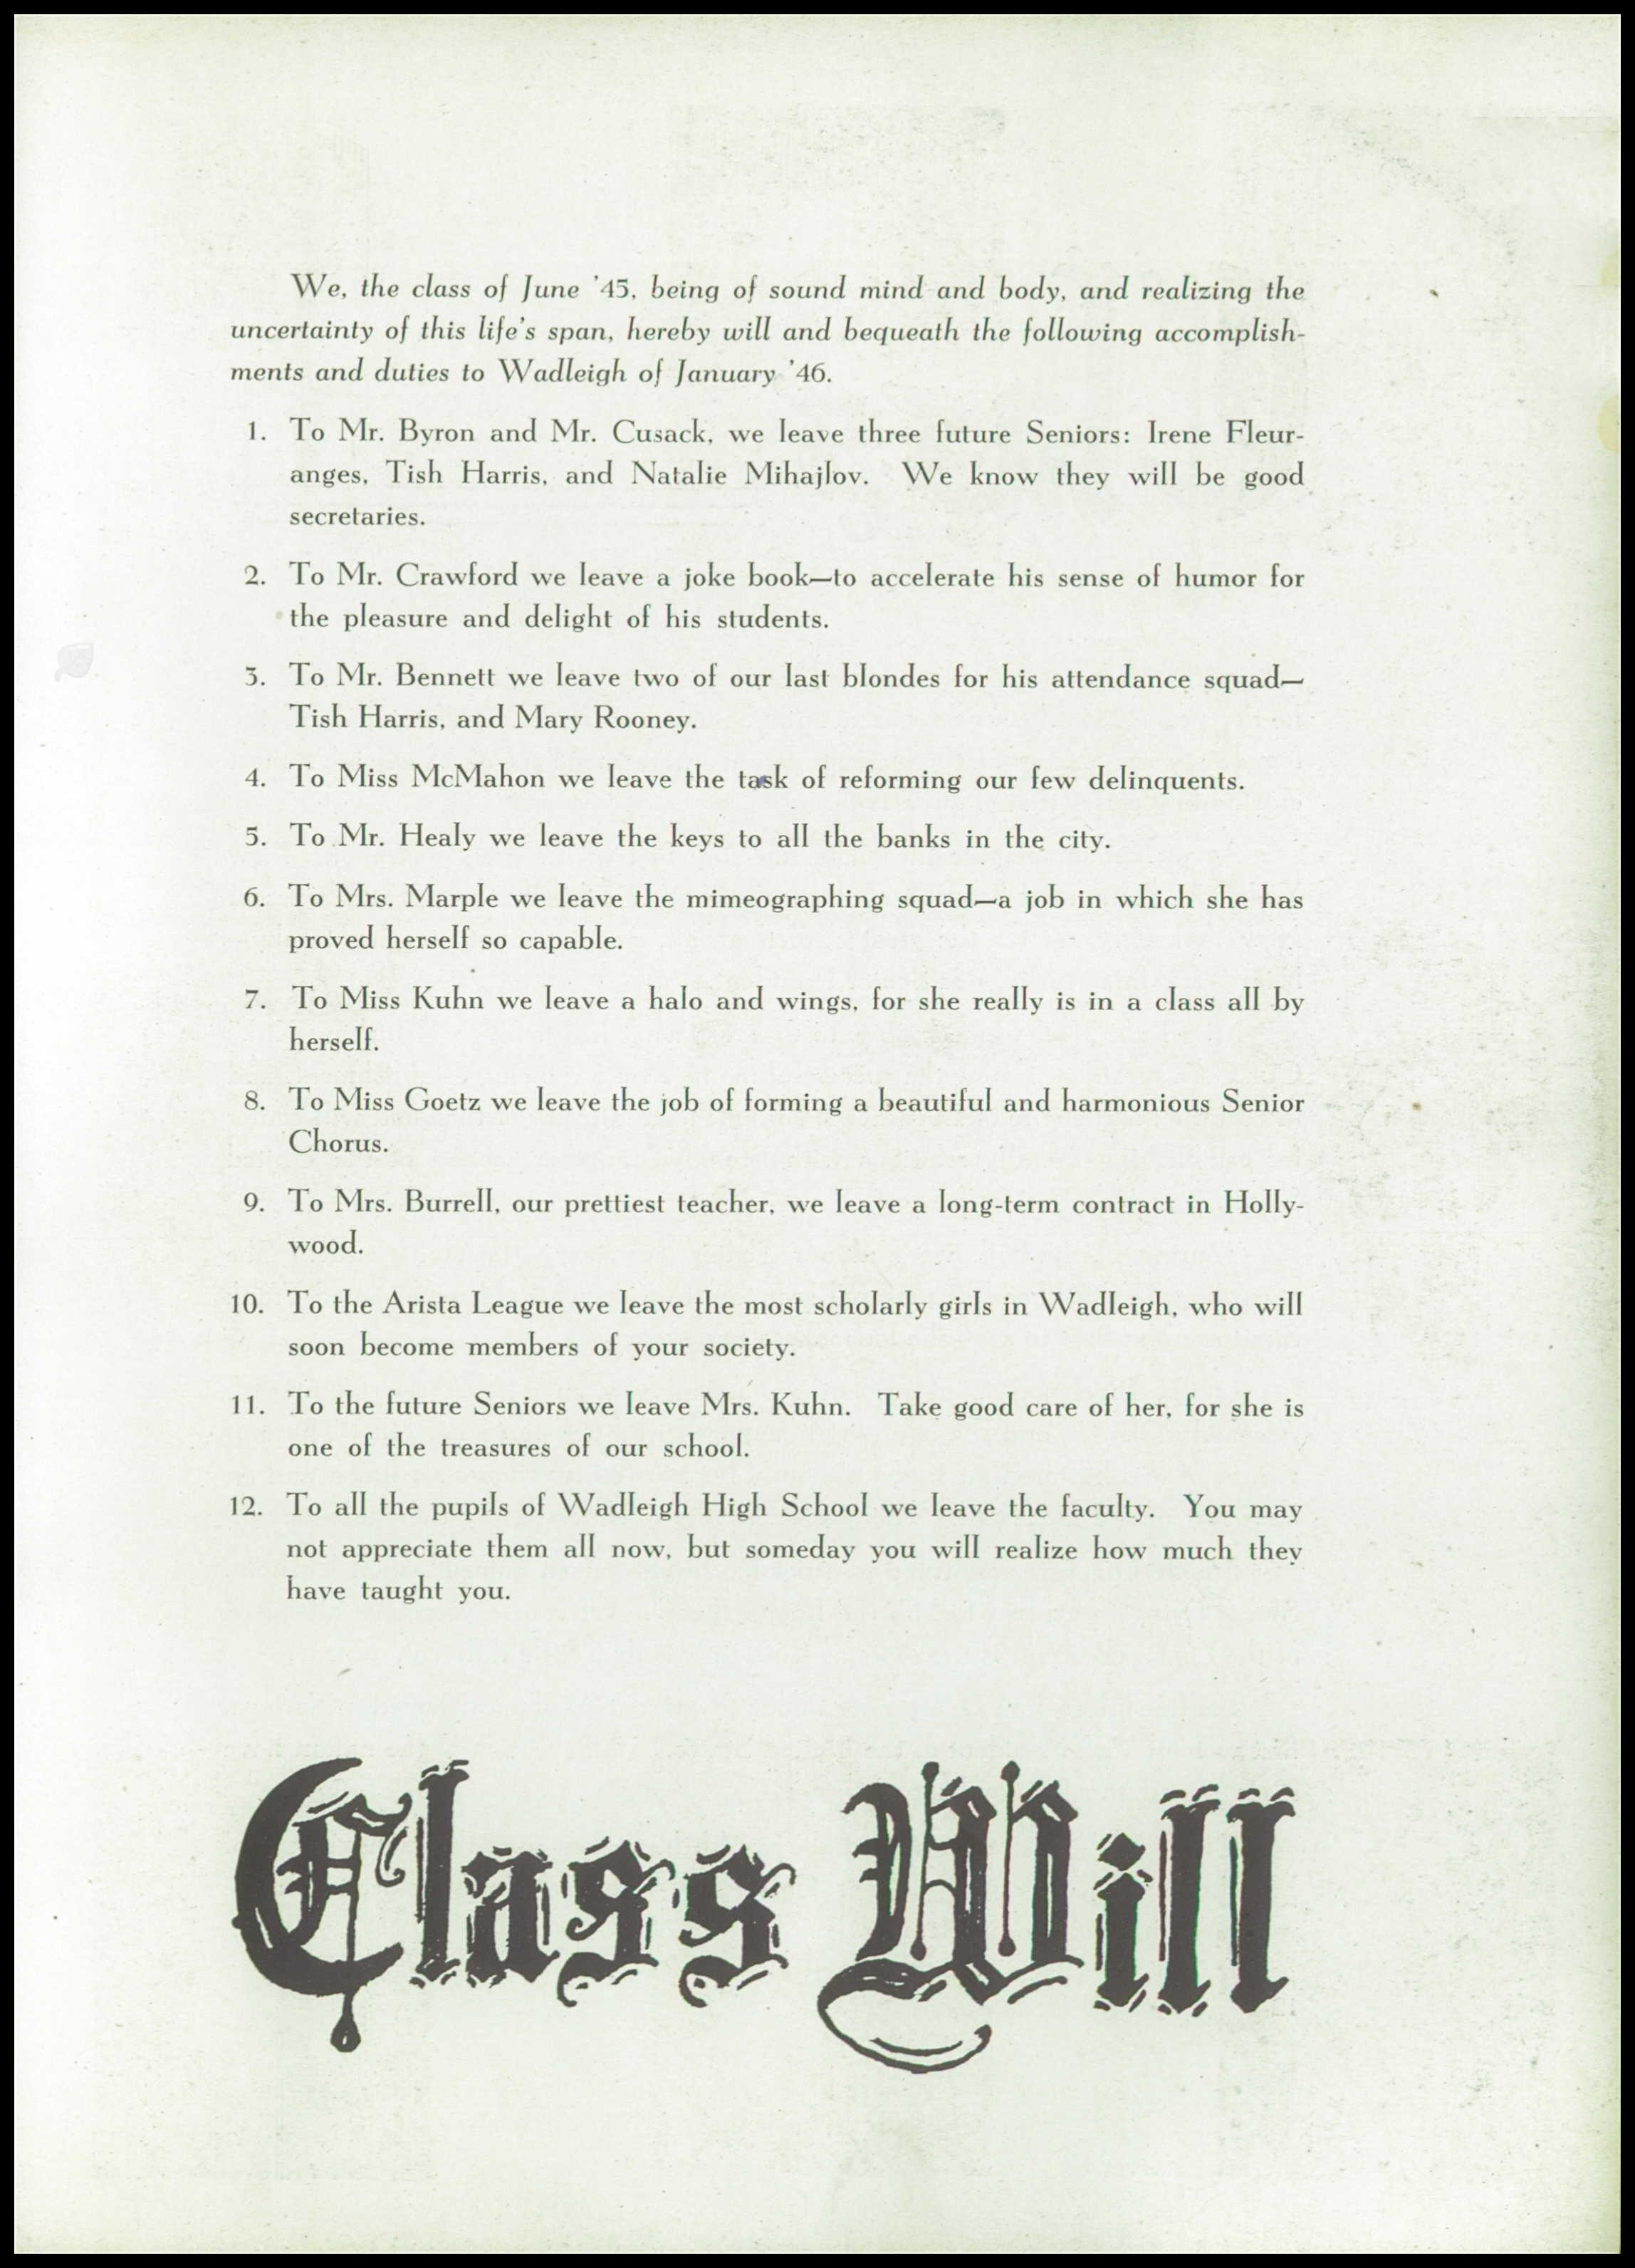 We, the class of June '45, being of sound mind and body, and realizing the
uncertainty of this life's span, hereby will and bequeath the following accomplish-
ments and duties to Wadleigh of January '46.
1. To Mr. Byron and Mr. Cusack, we leave three future Seniors: Irene Fleur-
anges, Tish Harris, and Natalie Mihajlov. We know they will be good
secretaries.
2. To Mr. Crawford we leave a joke book—to accelerate his sense of humor for
the pleasure and delight of his students.
3. To Mr. Bennett we leave two of our last blondes for his attendance squad—
Tish Harris, and Mary Rooney.
4. To Miss McMahon we leave the task of reforming our few delinquents.
5. To Mr. Healy we leave the keys to all the banks in the city.
6. To Mrs. Marple we leave the mimeographing squad—a job in which she has
proved herself so capable.
7. To Miss Kuhn we leave a halo and wings, for she really is in a class all by
herself.
8. To Miss Goetz we leave the job of forming a beautiful and harmonious Senior
Chorus.
9. To Mrs. Burrell, our prettiest teacher, we leave a long-term contract in Holly-
wood.
10. To the Arista League we leave the most scholarly girls in Wadleigh, who will
soon become members of your society.
11. To the future Seniors we leave Mrs. Kuhn. Take good care of her, for she is
one of the treasures of our school.
12. To all the pupils of Wadleigh High School we leave the faculty. You may
not appreciate them all now, but someday you will realize how much they
have taught you.
Class Will